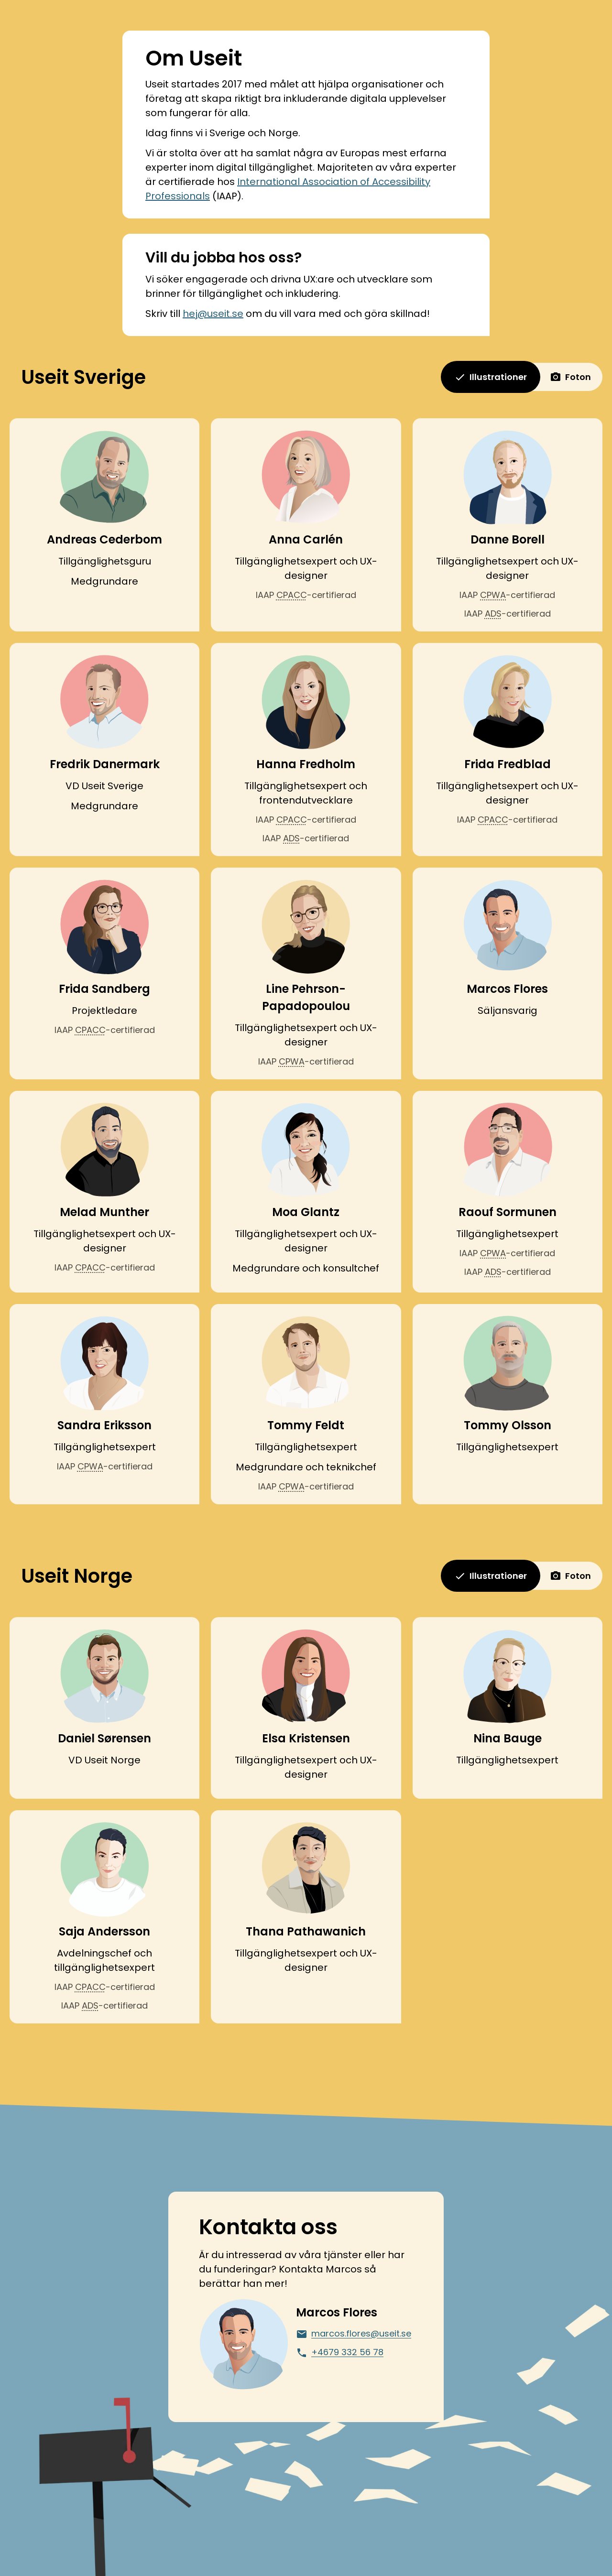 Om Useit
Useit startades 2017 med målet att hjälpa organisationer och
företag att skapa riktigt bra inkluderande digitala upplevelser
som fungerar för alla.
Idag finns vi i Sverige och Norge.
Vi är stolta över att ha samlat några av Europas mest erfarna
experter inom digital tillgänglighet. Majoriteten av våra experter
är certifierade hos International Association of Accessibility
Professionals (IAAP).
Vill du jobba hos oss?
Vi söker engagerade och drivna UX:are och utvecklare som
brinner för tillgänglighet och inkludering.
Skriv till hej@useit.se om du vill vara med och göra skillnad!
Useit Sverige
Illustrationer
Foton
Andreas Cederbom
Tillgänglighetsguru
Medgrundare
Anna Carlén
Tillgänglighetsexpert och UX-
designer
IAAP CPACC-certifierad
Danne Borell
Tillgänglighetsexpert och UX-
designer
IAAP CPWA-certifierad
IAAP ADS-certifierad
Fredrik Danermark
VD Useit Sverige
Medgrundare
Hanna Fredholm
Tillgänglighetsexpert och
frontendutvecklare
IAAP CPACC-certifierad
IAAP ADS-certifierad
Frida Fredblad
Tillgänglighetsexpert och UX-
designer
IAAP CPACC-certifierad
Frida Sandberg
Projektledare
IAAP CPACC-certifierad
Line Pehrson-
Papadopoulou
Tillgänglighetsexpert och UX-
designer
IAAP CPWA-certifierad
Marcos Flores
Säljansvarig
Melad Munther
Tillgänglighetsexpert och UX-
designer
IAAP CPACC-certifierad
Moa Glantz
Tillgänglighetsexpert och UX-
designer
Medgrundare och konsultchef
Raouf Sormunen
Tillgänglighetsexpert
IAAP CPWA-certifierad
IAAP ADS-certifierad
Sandra Eriksson
Tillgänglighetsexpert
IAAP CPWA-certifierad
Tommy Feldt
Tillgänglighetsexpert
Medgrundare och teknikchef
IAAP CPWA-certifierad
Tommy Olsson
Tillgänglighetsexpert
Useit Norge
Illustrationer
Foton
Daniel Sørensen
VD Useit Norge
Elsa Kristensen
Tillgänglighetsexpert och UX-
designer
Nina Bauge
Tillgänglighetsexpert
Saja Andersson
Avdelningschef och
tillgänglighetsexpert
IAAP CPACC-certifierad
IAAP ADS-certifierad
Thana Pathawanich
Tillgänglighetsexpert och UX-
designer
Kontakta oss
Är du intresserad av våra tjänster eller har
du funderingar? Kontakta Marcos så
berättar han mer!
Marcos Flores
marcos.flores@useit.se
+4679 332 56 78